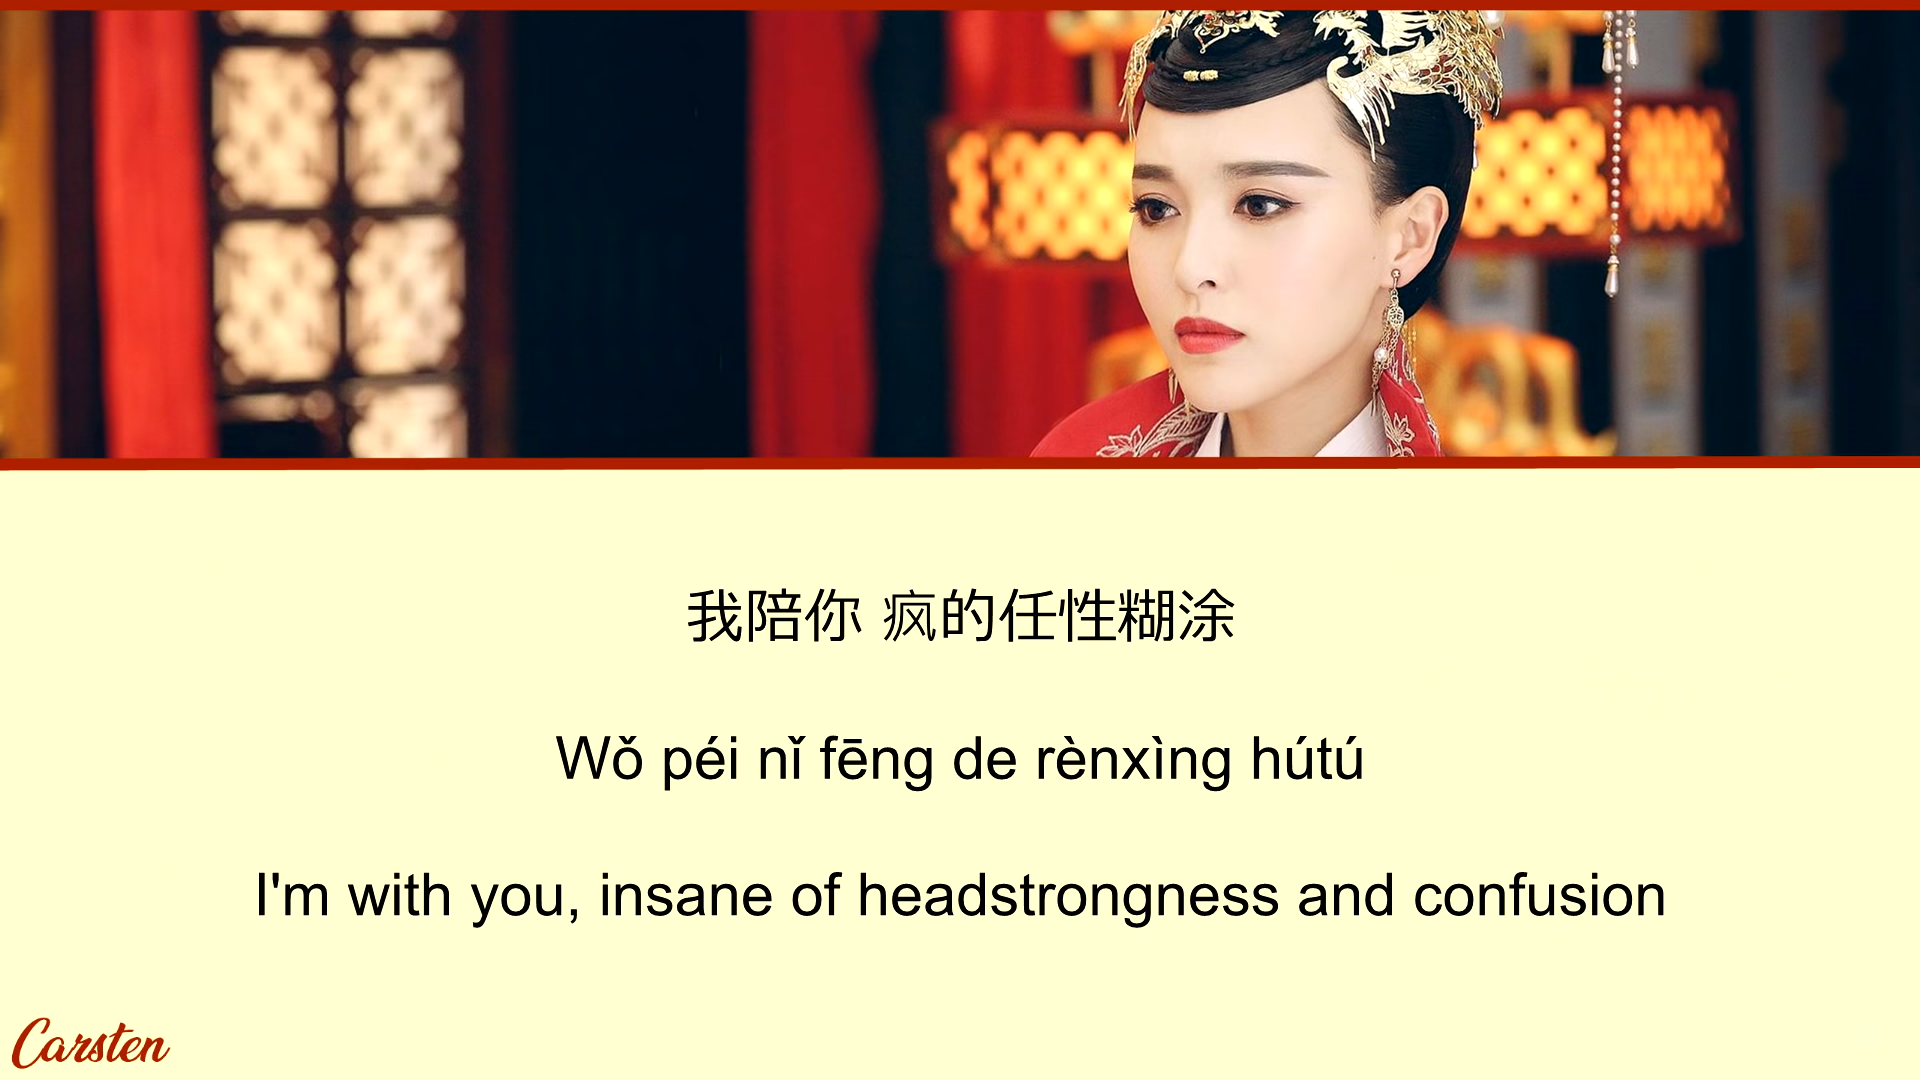 我陪你 疯的任性糊涂
Wǒ péi nǐ fēng de rènxìng hútú
I'm with you, insane of headstrongness and confusion
Carsten